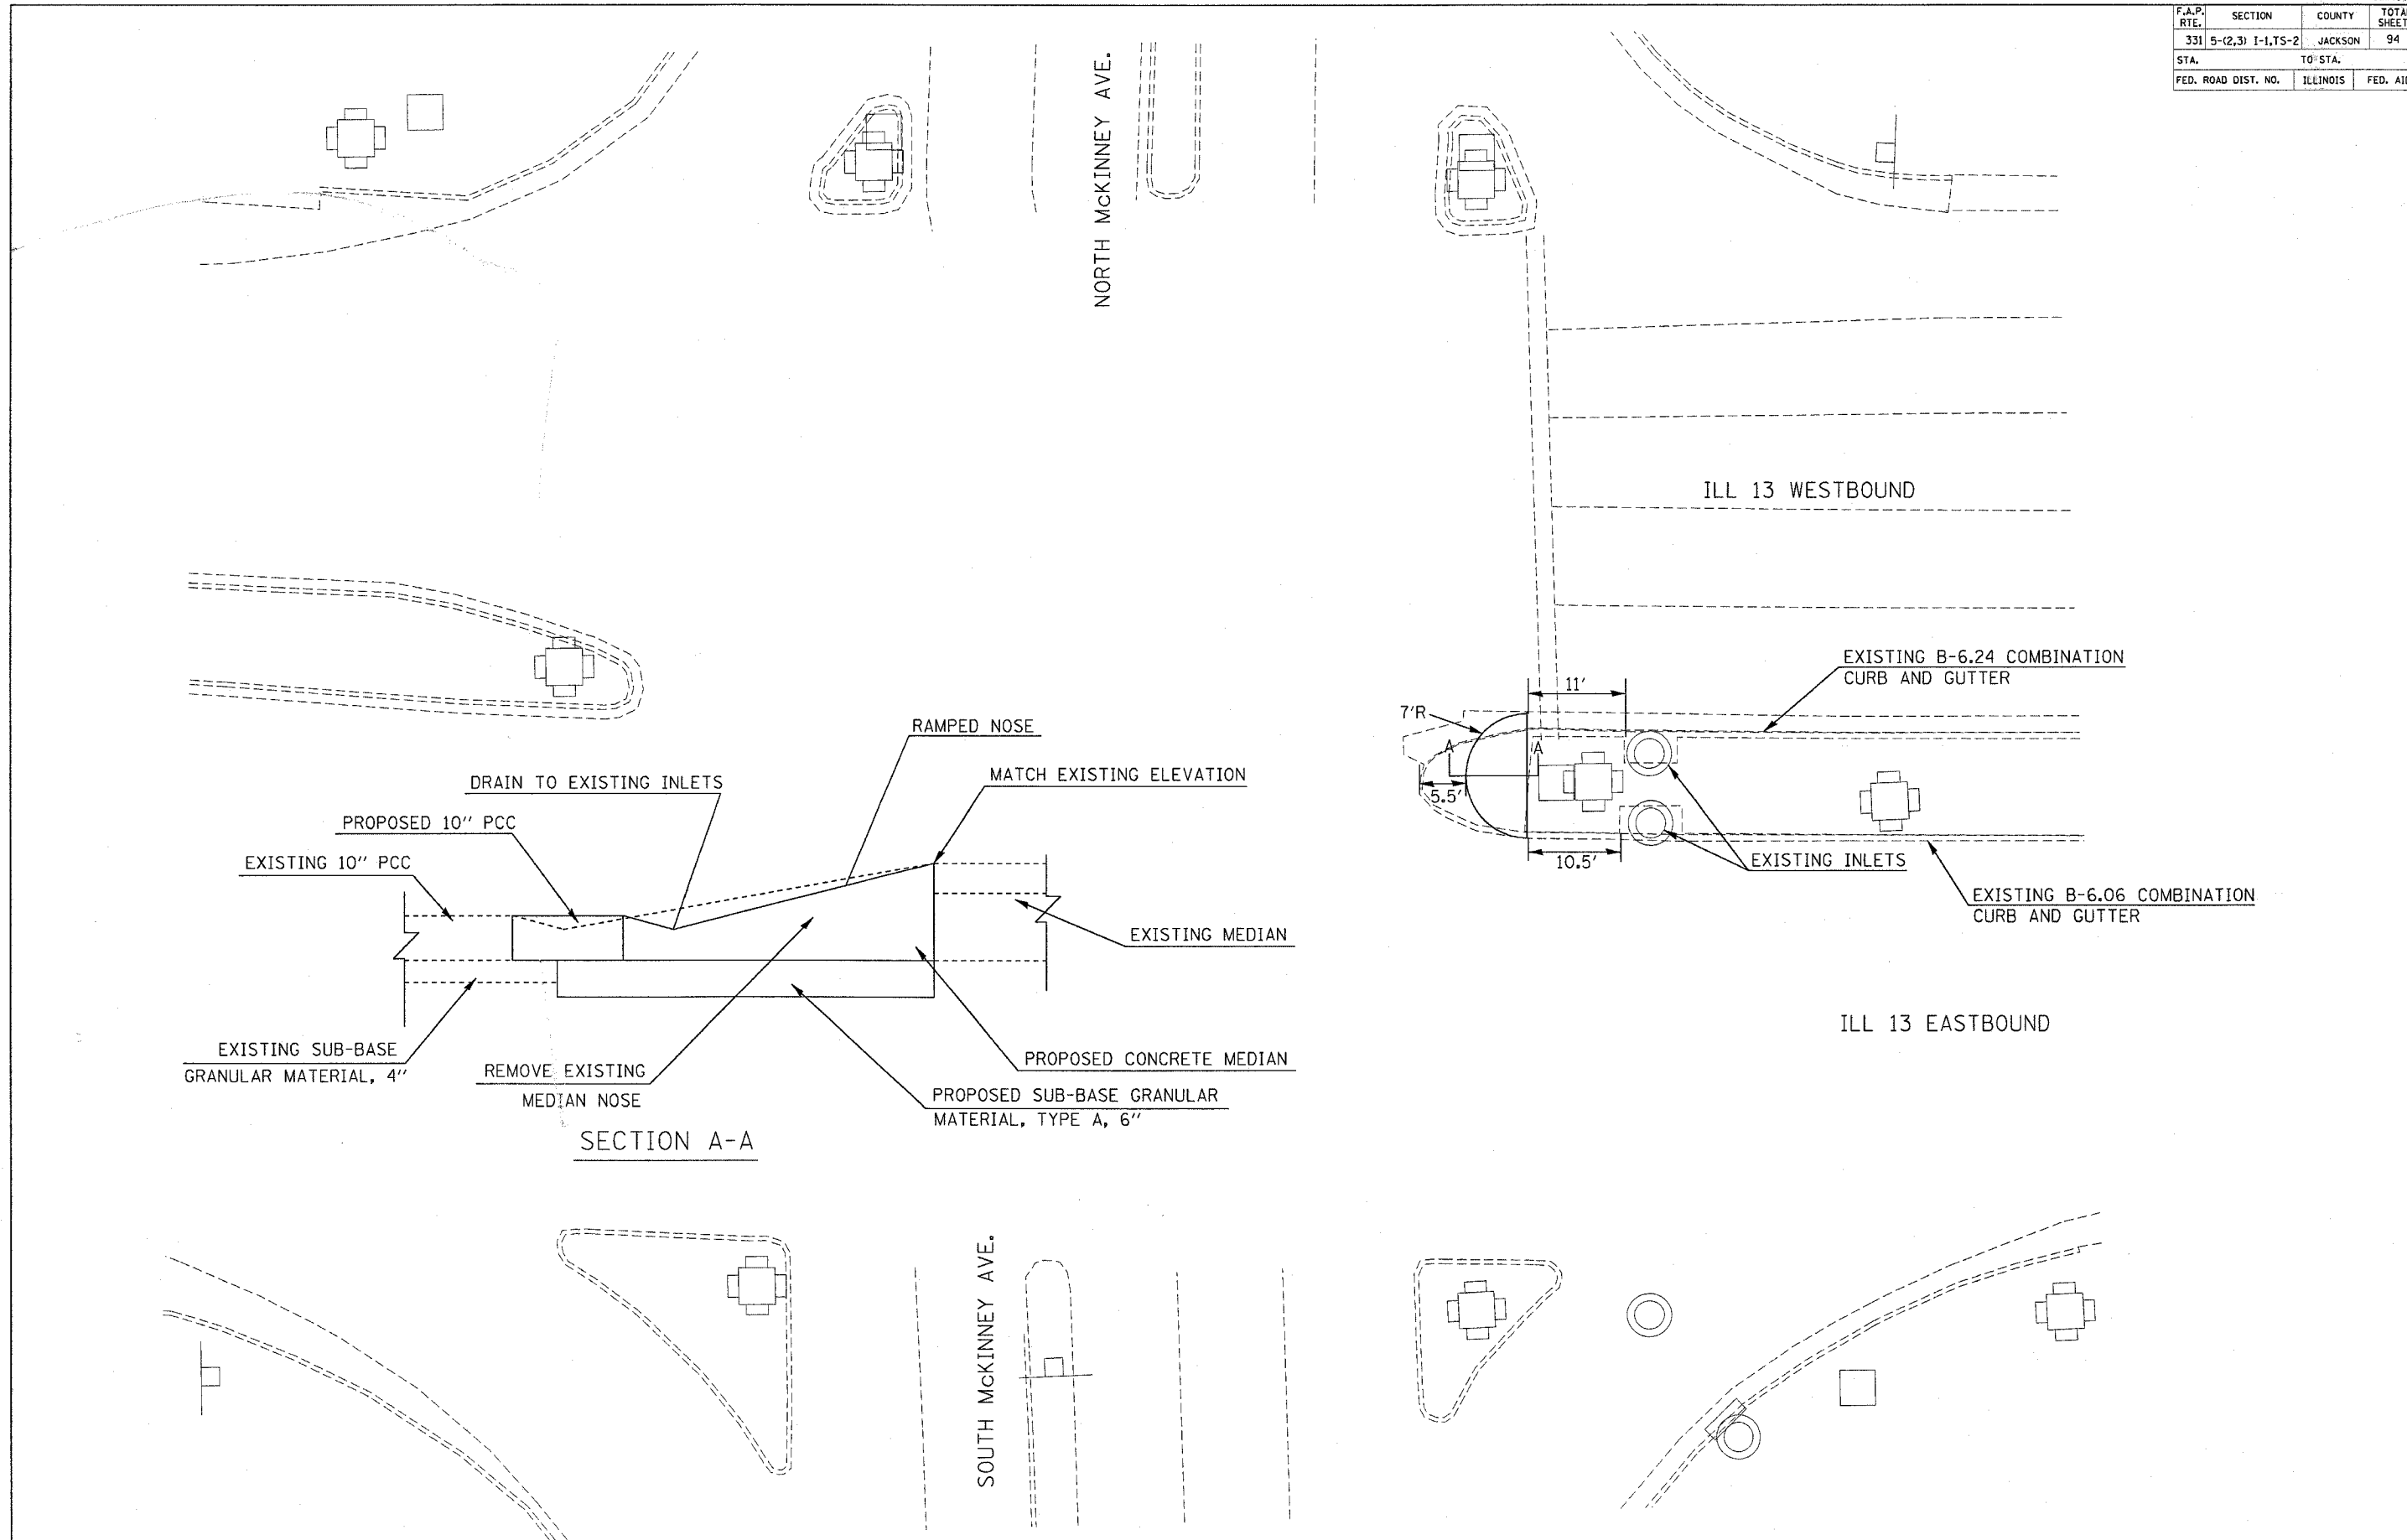 F.A.P. RTE. SECTION COUNTY
331 5-(2,3) I-1,TS-2 JACKSON 94
STA. TO STA.
FED. ROAD DIST. NO. ILLINOIS FED.
NORTH McKINNEY AVE.
ILL 13 WESTBOUND
EXISTING B-6.24 COMBINATION
CURB AND GUTTER
11'
7'R
A A
5.5'
10.5'
EXISTING INLETS
EXISTING B-6.06 COMBINATION
CURB AND GUTTER
ILL 13 EASTBOUND
RAMPED NOSE
DRAIN TO EXISTING INLETS
MATCH EXISTING ELEVATION
PROPOSED 10" PCC
EXISTING 10" PCC
EXISTING MEDIAN
EXISTING SUB-BASE
GRANULAR MATERIAL, 4"
REMOVE EXISTING
MEDIAN NOSE
PROPOSED CONCRETE MEDIAN
PROPOSED SUB-BASE GRANULAR
MATERIAL, TYPE A, 6"
SECTION A-A
SOUTH McKINNEY AVE.